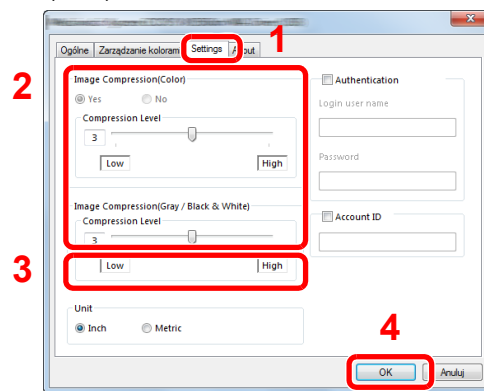 1
Ogólne Zarządzanie kolorami Settings
2
Image Compression(Color)
Yes No
Compression Level
3
Low High
Image Compression(Gray / Black & White)
Compression Level
3
3
Low High
Unit
Inch Metric
Authentication
Login user name
Password
Account ID
4
OK Anuluj